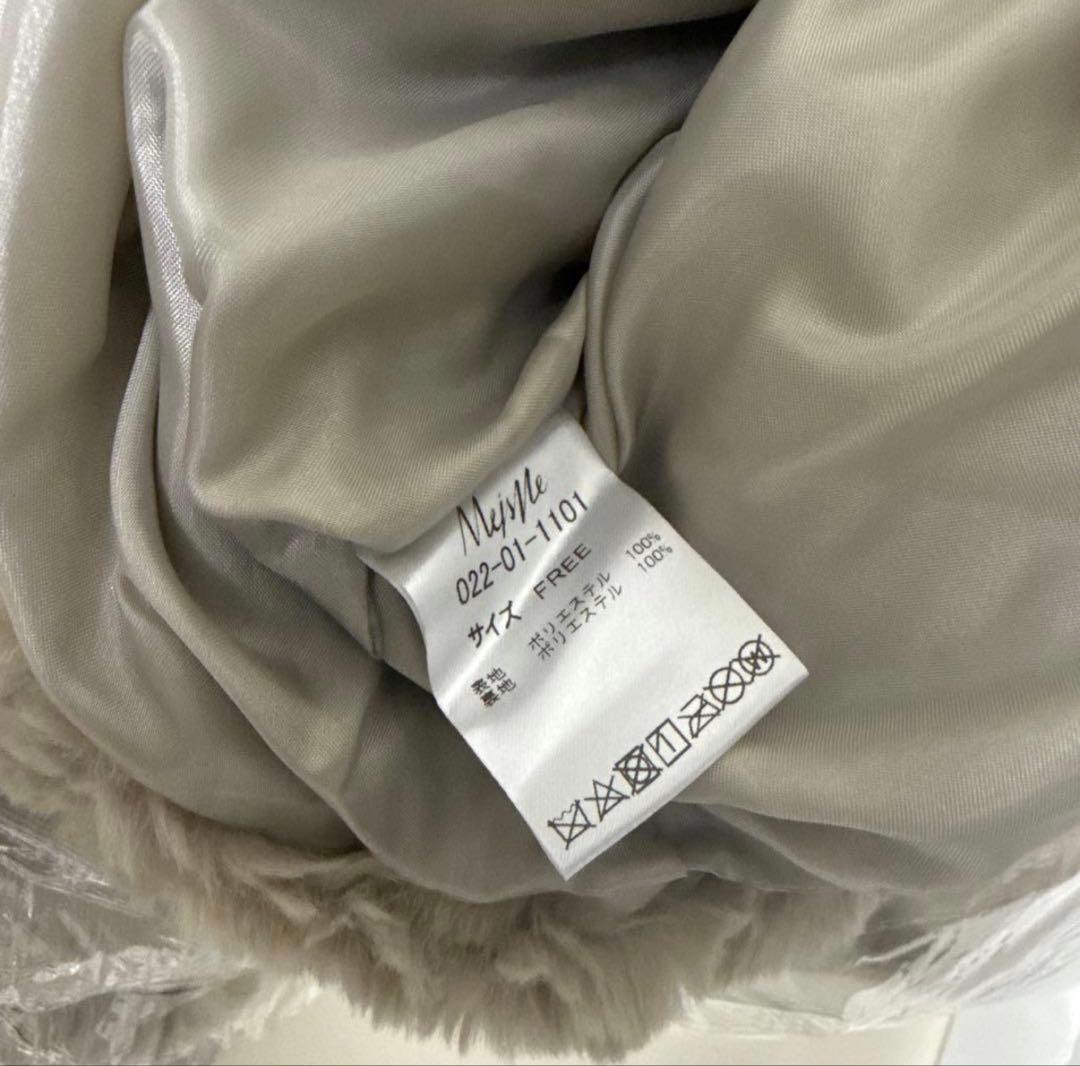 Mejsne
022-01-1101
サイズ FREE
表地 ポリエステル 100%
裏地 ポリエステル 100%